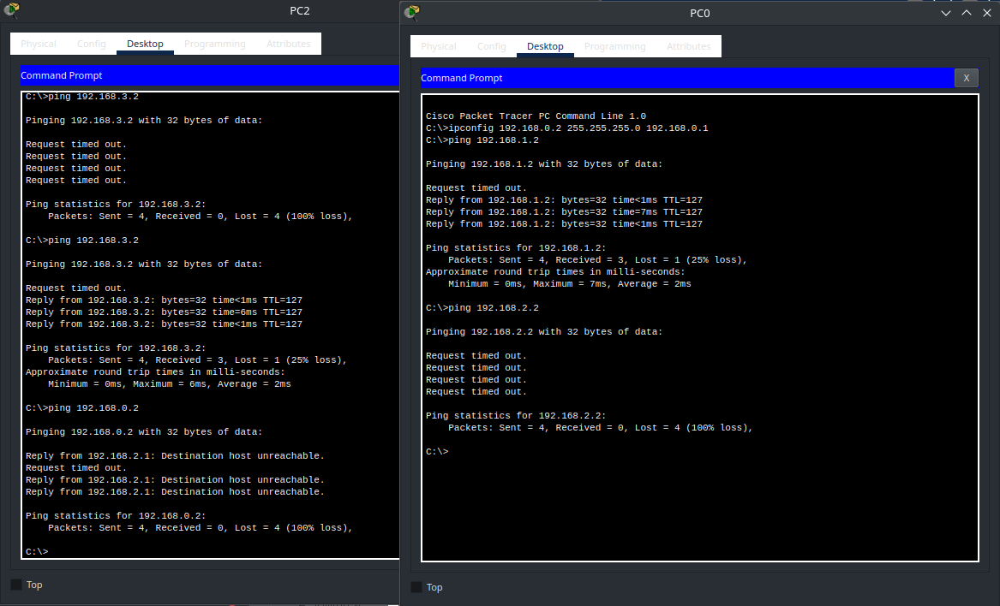 PC2
Physical Config Desktop Programming Attributes
Command Prompt
C:\>ping 192.168.3.2
Pinging 192.168.3.2 with 32 bytes of data:
Request timed out.
Request timed out.
Request timed out.
Request timed out.
Ping statistics for 192.168.3.2:
Packets: Sent = 4, Received = 0, Lost = 4 (100% loss),
C:\>ping 192.168.3.2
Pinging 192.168.3.2 with 32 bytes of data:
Request timed out.
Reply from 192.168.3.2: bytes=32 time<1ms TTL=127
Reply from 192.168.3.2: bytes=32 time=6ms TTL=127
Reply from 192.168.3.2: bytes=32 time<1ms TTL=127
Ping statistics for 192.168.3.2:
Packets: Sent = 4, Received = 3, Lost = 1 (25% loss),
Approximate round trip times in milli-seconds:
Minimum = 0ms, Maximum = 6ms, Average = 2ms
C:\>ping 192.168.0.2
Pinging 192.168.0.2 with 32 bytes of data:
Reply from 192.168.2.1: Destination host unreachable.
Request timed out.
Reply from 192.168.2.1: Destination host unreachable.
Reply from 192.168.2.1: Destination host unreachable.
Ping statistics for 192.168.0.2:
Packets: Sent = 4, Received = 0, Lost = 4 (100% loss),
C:\>
Top
PC0
Physical Config Desktop Programming Attributes
Command Prompt
X
Cisco Packet Tracer PC Command Line 1.0
C:\>ipconfig 192.168.0.2 255.255.255.0 192.168.0.1
C:\>ping 192.168.1.2
Pinging 192.168.1.2 with 32 bytes of data:
Request timed out.
Reply from 192.168.1.2: bytes=32 time<1ms TTL=127
Reply from 192.168.1.2: bytes=32 time=7ms TTL=127
Reply from 192.168.1.2: bytes=32 time<1ms TTL=127
Ping statistics for 192.168.1.2:
Packets: Sent = 4, Received = 3, Lost = 1 (25% loss),
Approximate round trip times in milli-seconds:
Minimum = 0ms, Maximum = 7ms, Average = 2ms
C:\>ping 192.168.2.2
Pinging 192.168.2.2 with 32 bytes of data:
Request timed out.
Request timed out.
Request timed out.
Request timed out.
Ping statistics for 192.168.2.2:
Packets: Sent = 4, Received = 0, Lost = 4 (100% loss),
C:\>
Top